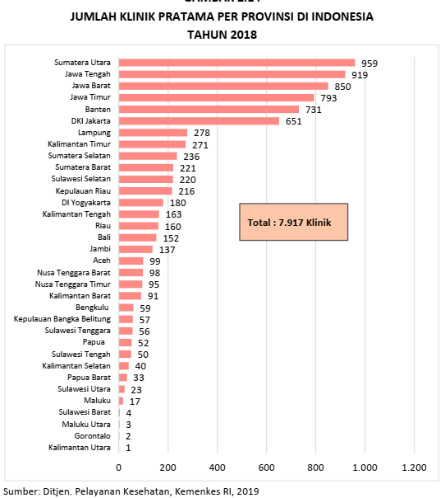 JUMLAH KLINIK PRATAMA PER PROVINSI DI INDONESIA
TAHUN 2018
Sumatera Utara 959
Jawa Tengah 919
Jawa Barat 850
Jawa Timur 793
Banten 731
DKI Jakarta 651
Lampung 278
Kalimantan Timur 271
Sumatera Selatan 236
Sumatera Barat 221
Sulawesi Selatan 220
Kepulauan Riau 216
DI Yogyakarta 180
Kalimantan Tengah 163
Riau 160
Total : 7.917 Klinik
Bali 152
Jambi 137
Aceh 99
Nusa Tenggara Barat 98
Nusa Tenggara Timur 95
Kalimantan Barat 91
Bengkulu 59
Kepulauan Bangka Belitung 57
Sulawesi Tenggara 56
Papua 52
Sulawesi Tengah 50
Kalimantan Selatan 40
Papua Barat 33
Sulawesi Utara 23
Maluku 17
Sulawesi Barat 4
Maluku Utara 3
Gorontalo 2
Kalimantan Utara 1
0 200 400 600 800 1.000 1.200
Sumber: Ditjen. Pelayanan Kesehatan, Kemenkes RI, 2019